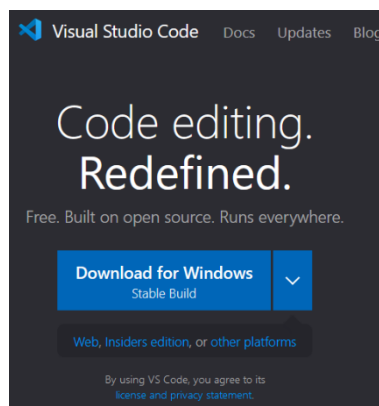 Visual Studio Code Docs Updates Blog
Code editing.
Redefined.
Free. Built on open source. Runs everywhere.
Download for Windows
Stable Build
Web, Insiders edition, or other platforms
By using VS Code, you agree to its
license and privacy statement.